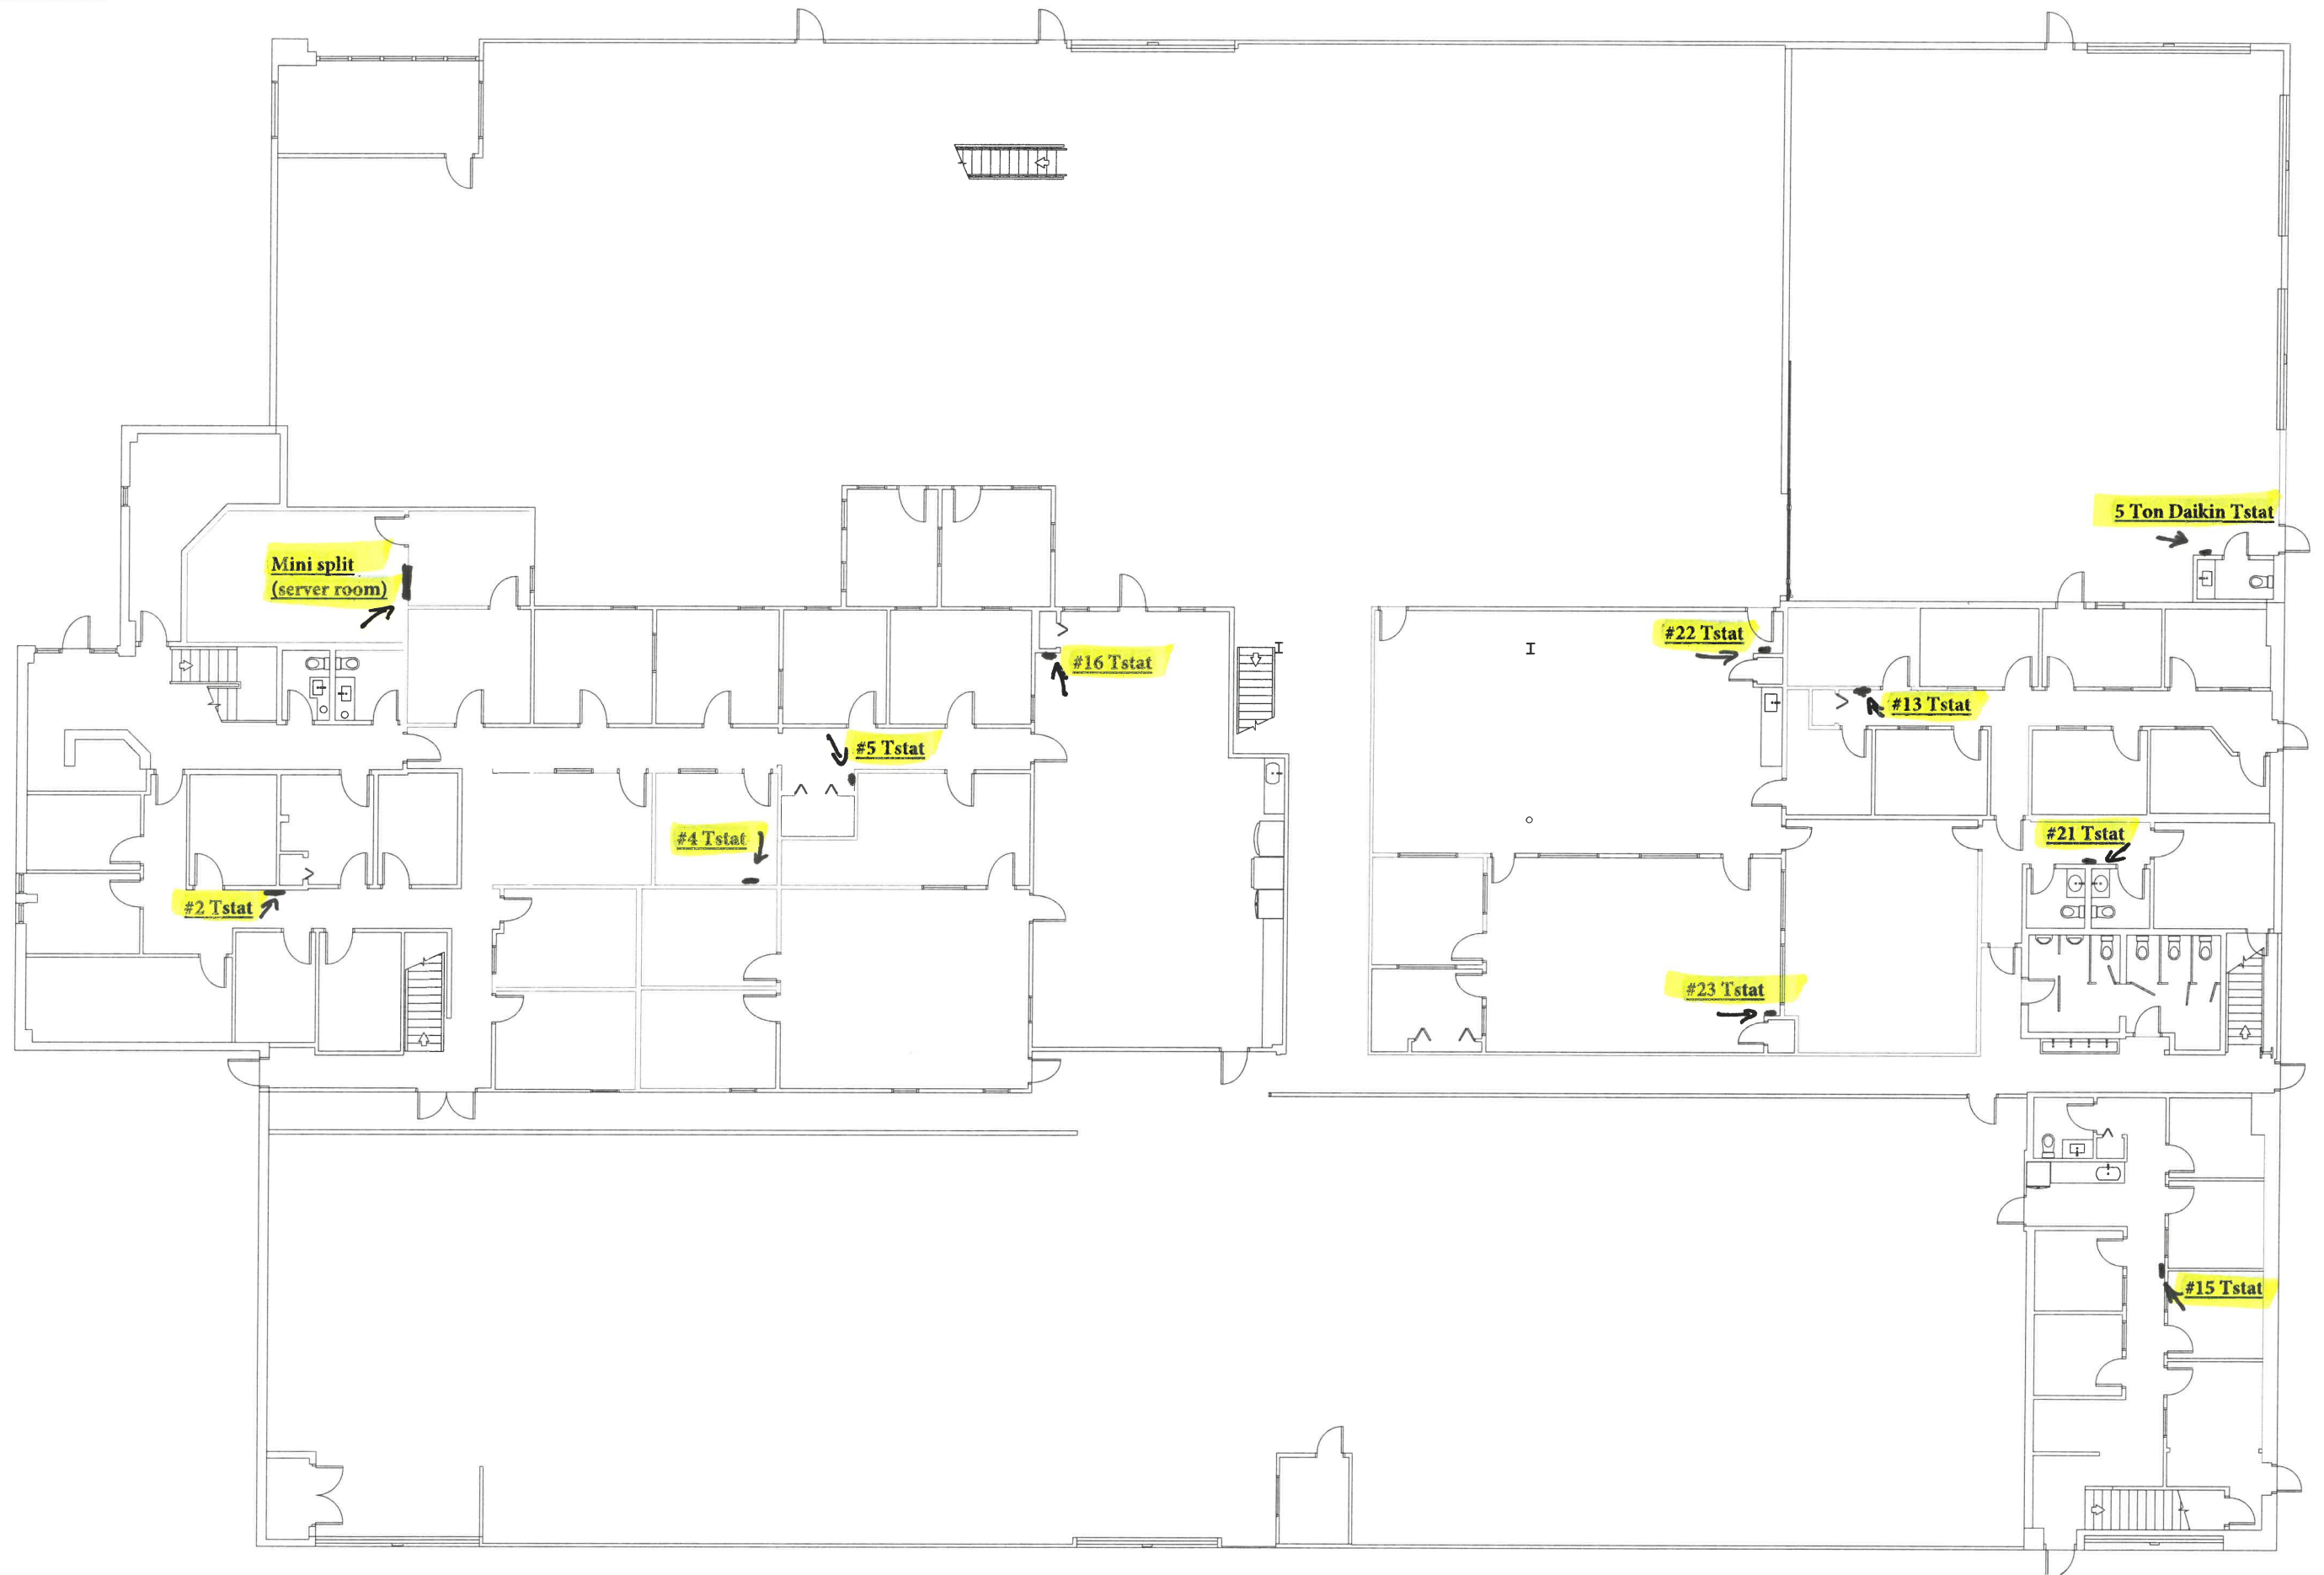 5 Ton Daikin Tstat
Mini split
(server room)
#22 Tstat
#16 Tstat
#13 Tstat
#5 Tstat
#4 Tstat
#21 Tstat
#2 Tstat
#23 Tstat
#15 Tstat